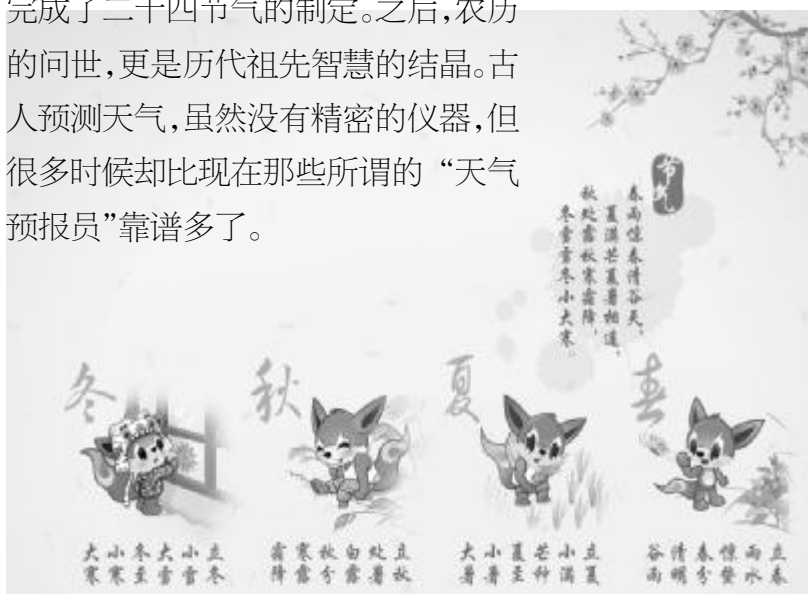 完成了二十四节气的制定。之后,农历
的问世,更是历代祖先智慧的结晶。古
人预测天气,虽然没有精密的仪器,但
很多时候却比现在那些所谓的“天气
预报员”靠谱多了。
节气
春雨惊春清谷天,
夏满芒夏暑相連,
秋处露秋寒霜降,
冬雪雪冬小大寒。
春
立春
雨水
惊蛰
春分
清明
谷雨
夏
立夏
小满
芒种
夏至
小暑
大暑
秋
立秋
处暑
白露
秋分
寒露
霜降
冬
立冬
小雪
大雪
冬至
小寒
大寒